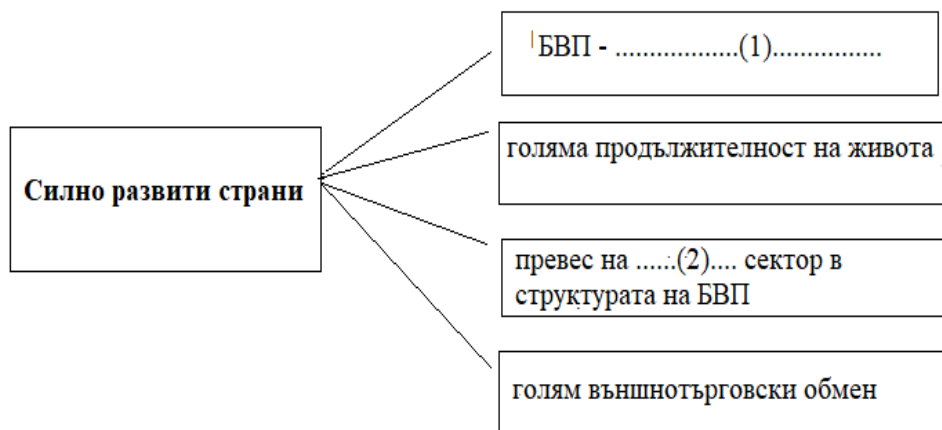 БВП - ..................(1)................
голяма продължителност на живота
Силно развити страни
превес на ......(2).... сектор в
структурата на БВП
голям външнотърговски обмен